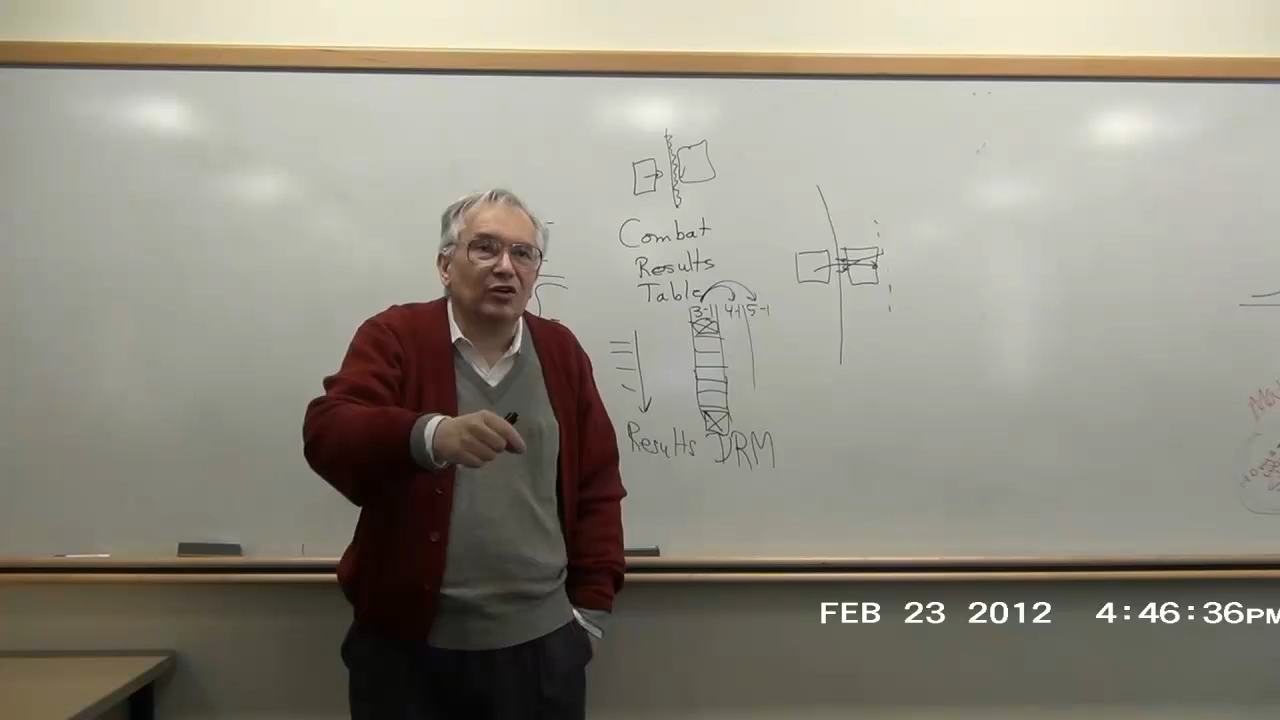 Combat
Results
Table
3-1 4-1 5-1
Results DRM
FEB 23 2012 4:46:36PM